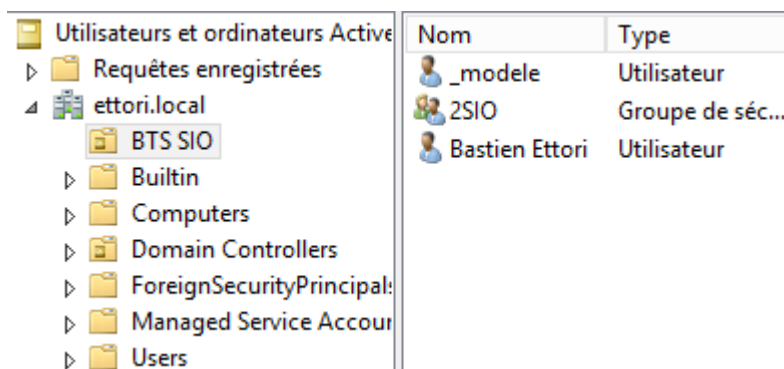 Utilisateurs et ordinateurs Active
Requêtes enregistrées
ettori.local
BTS SIO
Builtin
Computers
Domain Controllers
ForeignSecurityPrincipals
Managed Service Accour
Users
Nom Type
_modele Utilisateur
2SIO Groupe de séc...
Bastien Ettori Utilisateur